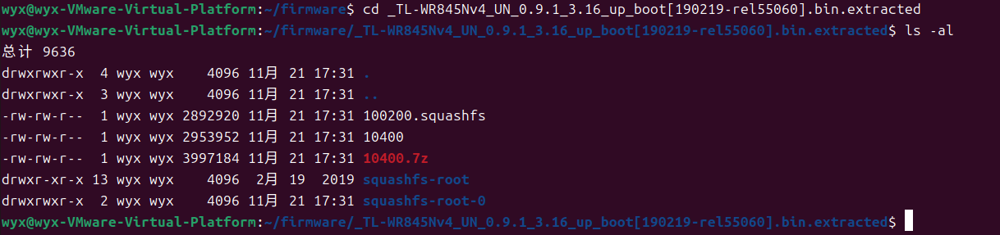 wyx@wyx-VMware-Virtual-Platform:~/firmware$ cd _TL-WR845Nv4_UN_0.9.1_3.16_up_boot[190219-rel55060].bin.extracted
wyx@wyx-VMware-Virtual-Platform:~/firmware/_TL-WR845Nv4_UN_0.9.1_3.16_up_boot[190219-rel55060].bin.extracted$ ls -al
总计 9636
drwxrwxr-x  4 wyx wyx    4096 11月 21 17:31 .
drwxrwxr-x  3 wyx wyx    4096 11月 21 17:31 ..
-rw-rw-r--  1 wyx wyx 2892920 11月 21 17:31 100200.squashfs
-rw-rw-r--  1 wyx wyx 2953952 11月 21 17:31 10400
-rw-rw-r--  1 wyx wyx 3997184 11月 21 17:31 10400.7z
drwxr-xr-x 13 wyx wyx    4096  2月 19  2019 squashfs-root
drwxrwxr-x  2 wyx wyx    4096 11月 21 17:31 squashfs-root-0
wyx@wyx-VMware-Virtual-Platform:~/firmware/_TL-WR845Nv4_UN_0.9.1_3.16_up_boot[190219-rel55060].bin.extracted$